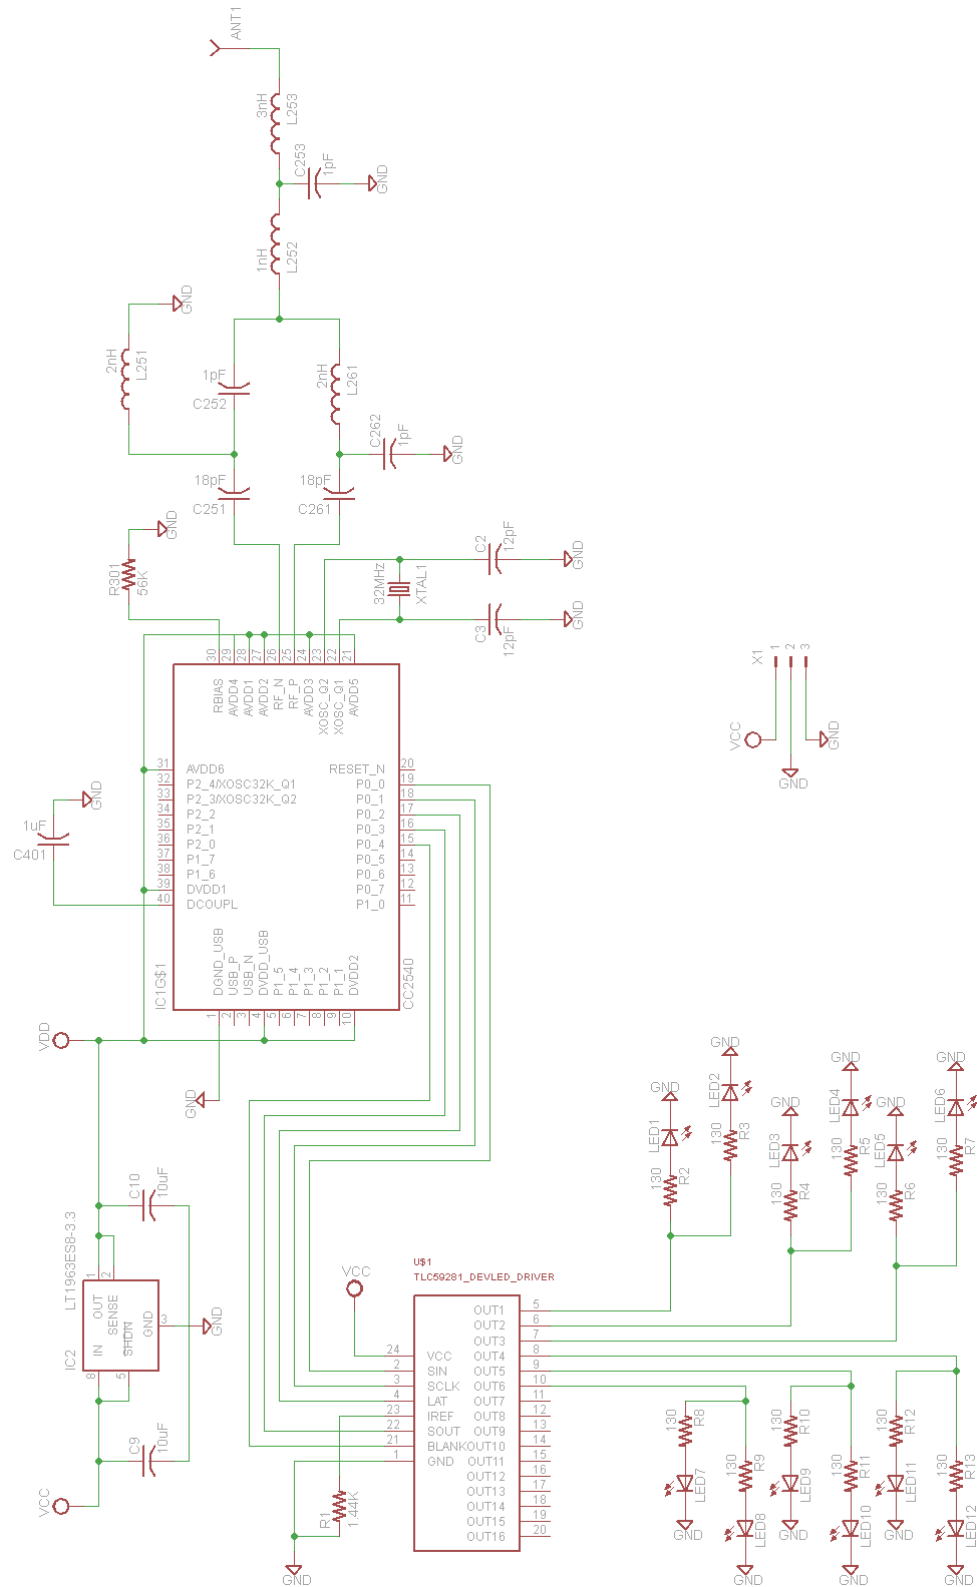 ANT1
3nH
L253
C253
1pF
GND
1nH
L252
GND
2nH
L251
1pF
C252
2nH
L261
C262
1pF
GND
18pF
C251
18pF
C261
GND
R301
56K
32MHz
XTAL1
C2
12pF
GND
C3
12pF
GND
30 29 28 27 26 25 24 23 22 21
RBIAS
AVDD4
AVDD1
AVDD2
RF_N
RF_P
AVDD3
XOSC_Q2
XOSC_Q1
AVDD5
X1
1
2
3
VCC
GND
GND
31 AVDD6
32 P2_4/XOSC32K_Q1
33 P2_3/XOSC32K_Q2
34 P2_2
35 P2_1
36 P2_0
37 P1_7
38 P1_6
39 DVDD1
40 DCOUPL
RESET_N 20
P0_0 19
P0_1 18
P0_2 17
P0_3 16
P0_4 15
P0_5 14
P0_6 13
P0_7 12
P1_0 11
GND
1uF
C401
DGND_USB
USB_P
USB_N
DVDD_USB
P1_5
P1_4
P1_3
P1_2
P1_1
DVDD2
1 2 3 4 5 6 7 8 9 10
IC1G$1
CC2540
VDD
GND
C10
10uF
LT1963ES8-3.3
1
2
OUT
SENSE
GND
3
IN
SHDN
8
5
IC2
GND
C9
10uF
VCC
GND
LED1
130
R2
GND
LED2
130
R3
GND
LED3
130
R4
GND
LED4
130
R5
GND
LED5
130
R6
GND
LED6
130
R7
U$1
TLC59281_DEVLED_DRIVER
VCC
24 VCC
2 SIN
3 SCLK
4 LAT
23 IREF
22 SOUT
21 BLANK
1 GND
OUT1 5
OUT2 6
OUT3 7
OUT4 8
OUT5 9
OUT6 10
OUT7 11
OUT8 12
OUT9 13
OUT10 14
OUT11 15
OUT12 16
OUT13 17
OUT14 18
OUT15 19
OUT16 20
R1
1.44K
GND
130
R8
LED7
GND
130
R9
LED8
GND
130
R10
LED9
GND
130
R11
LED10
GND
130
R12
LED11
GND
130
R13
LED12
GND